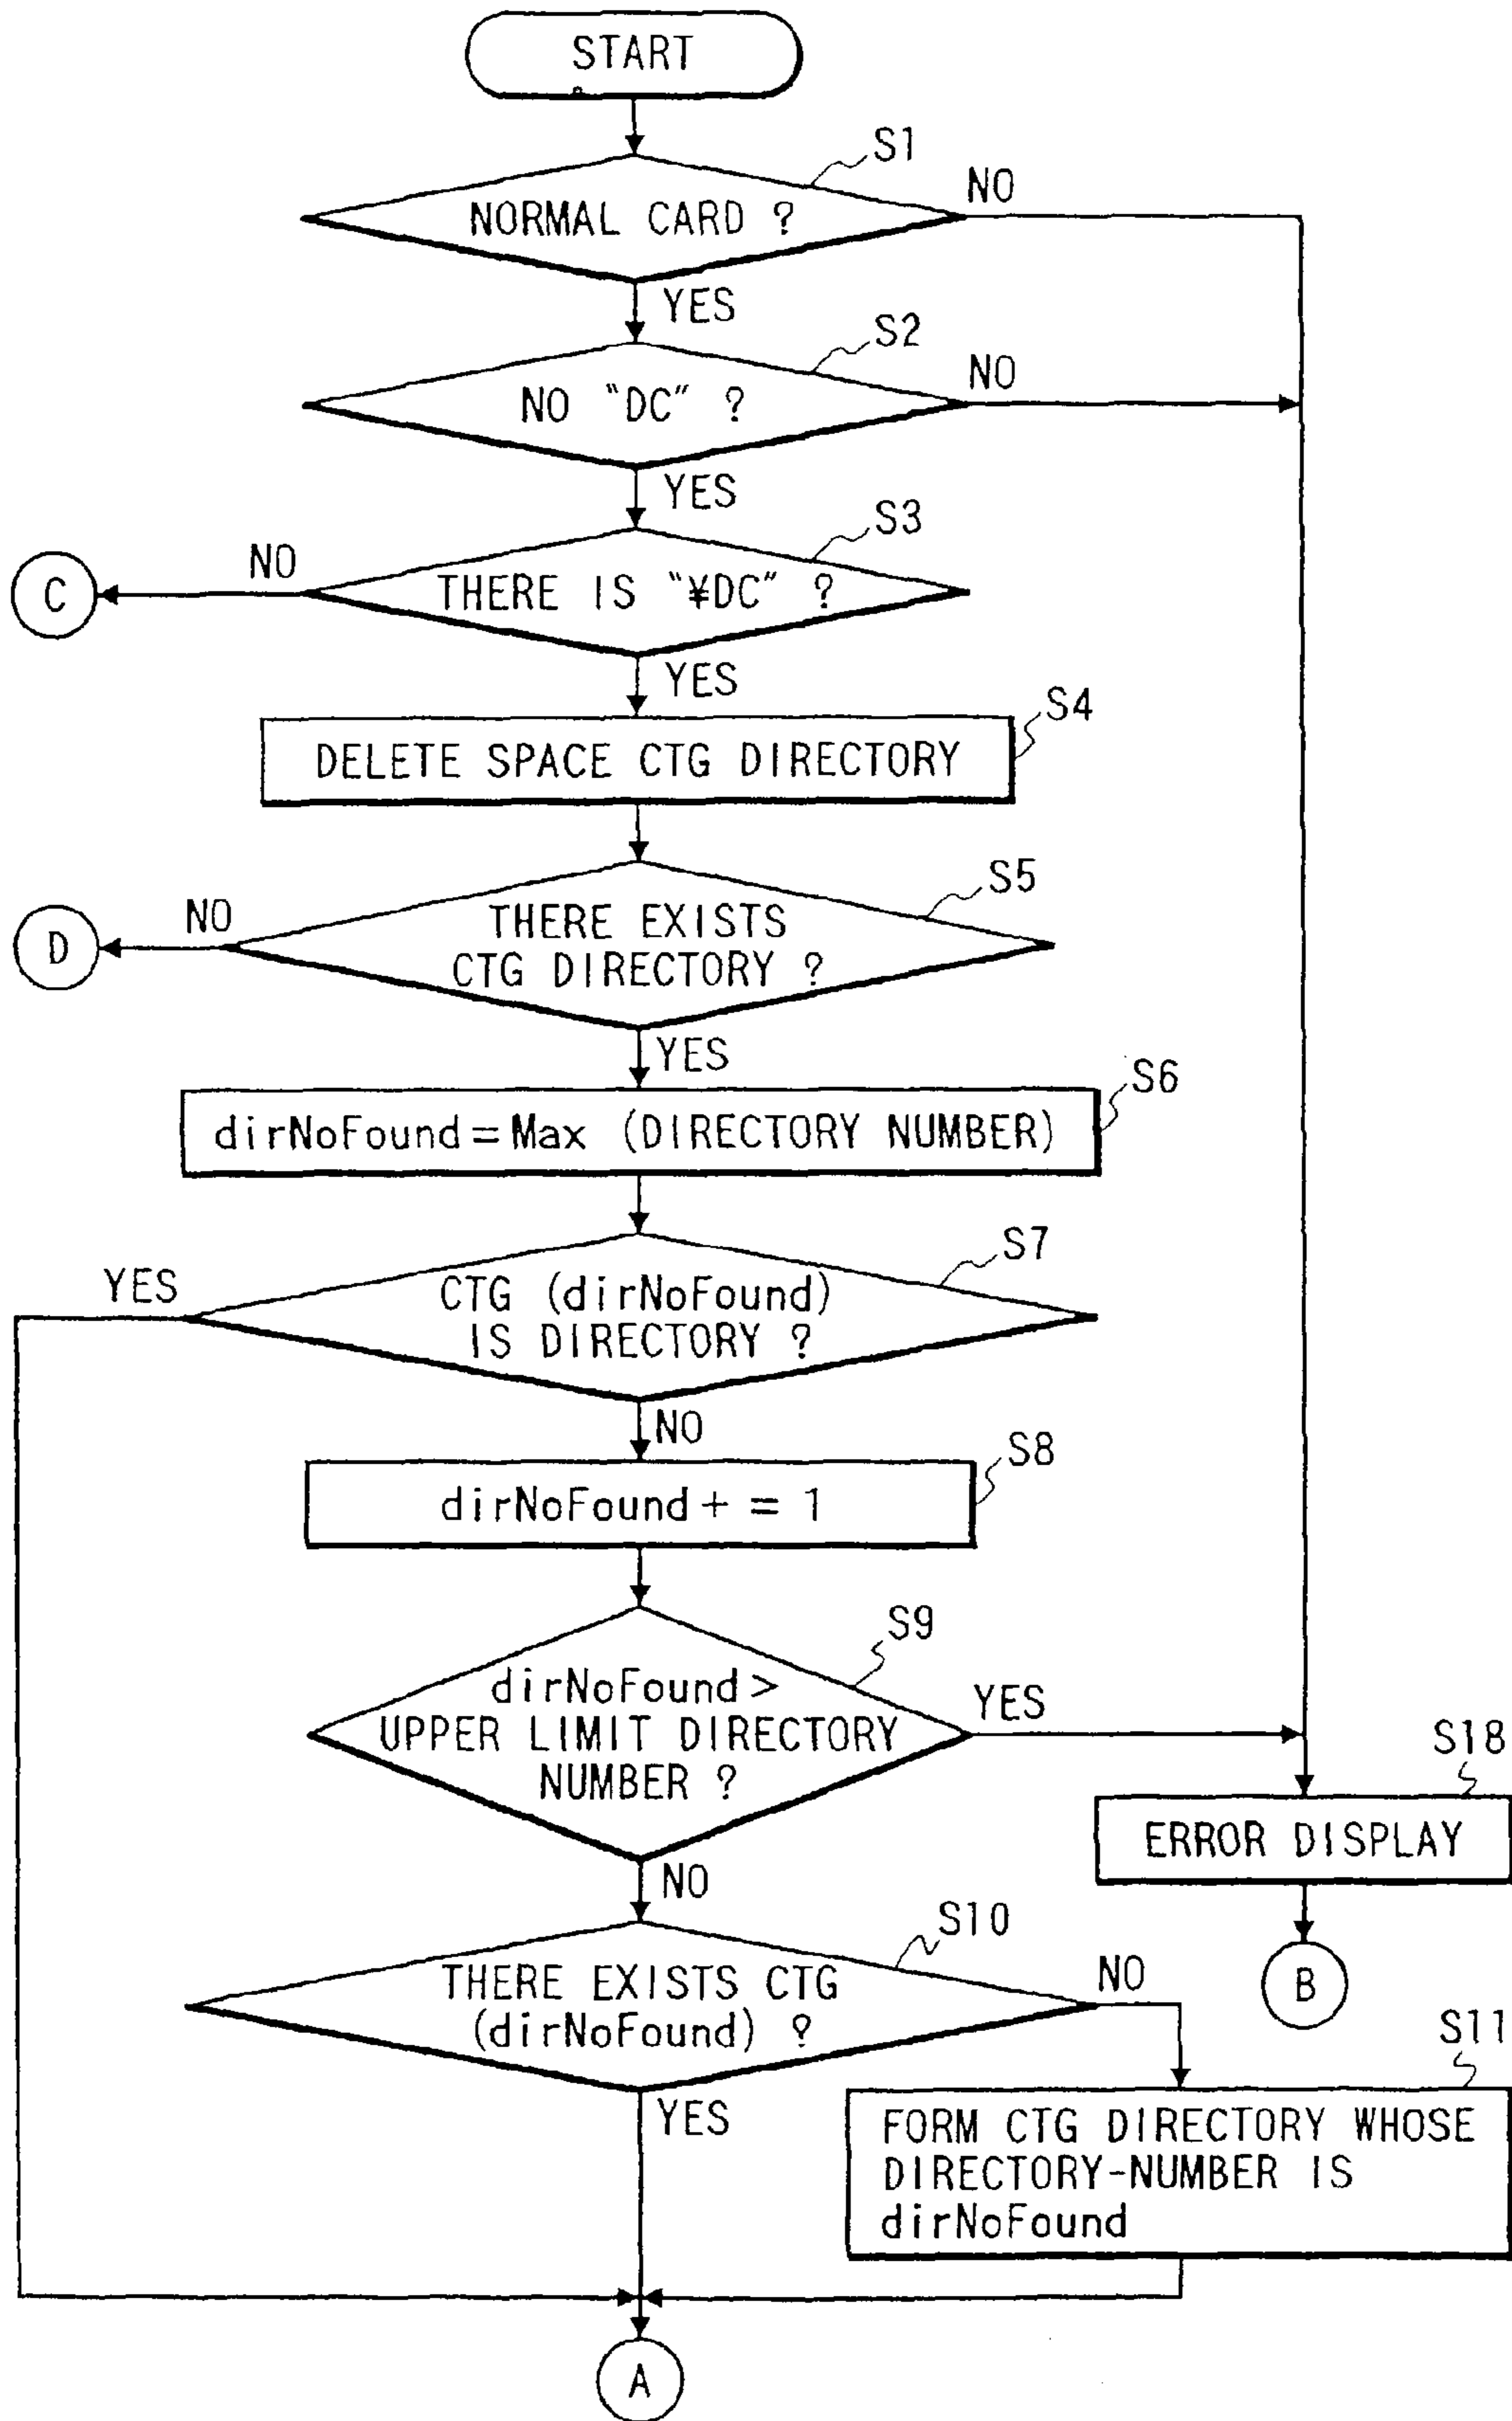 START
S1
NORMAL CARD ?
NO
YES
S2
NO "DC" ?
NO
YES
S3
NO
C
THERE IS "¥DC" ?
YES
S4
DELETE SPACE CTG DIRECTORY
S5
NO
D
THERE EXISTS
CTG DIRECTORY ?
YES
S6
dirNoFound=Max (DIRECTORY NUMBER)
S7
YES
CTG (dirNoFound)
IS DIRECTORY ?
NO
S8
dirNoFound+ = 1
S9
dirNoFound>
UPPER LIMIT DIRECTORY
NUMBER ?
YES
S18
ERROR DISPLAY
NO
B
S10
THERE EXISTS CTG
(dirNoFound) ?
NO
S11
YES
FORM CTG DIRECTORY WHOSE
DIRECTORY-NUMBER IS
dirNoFound
A